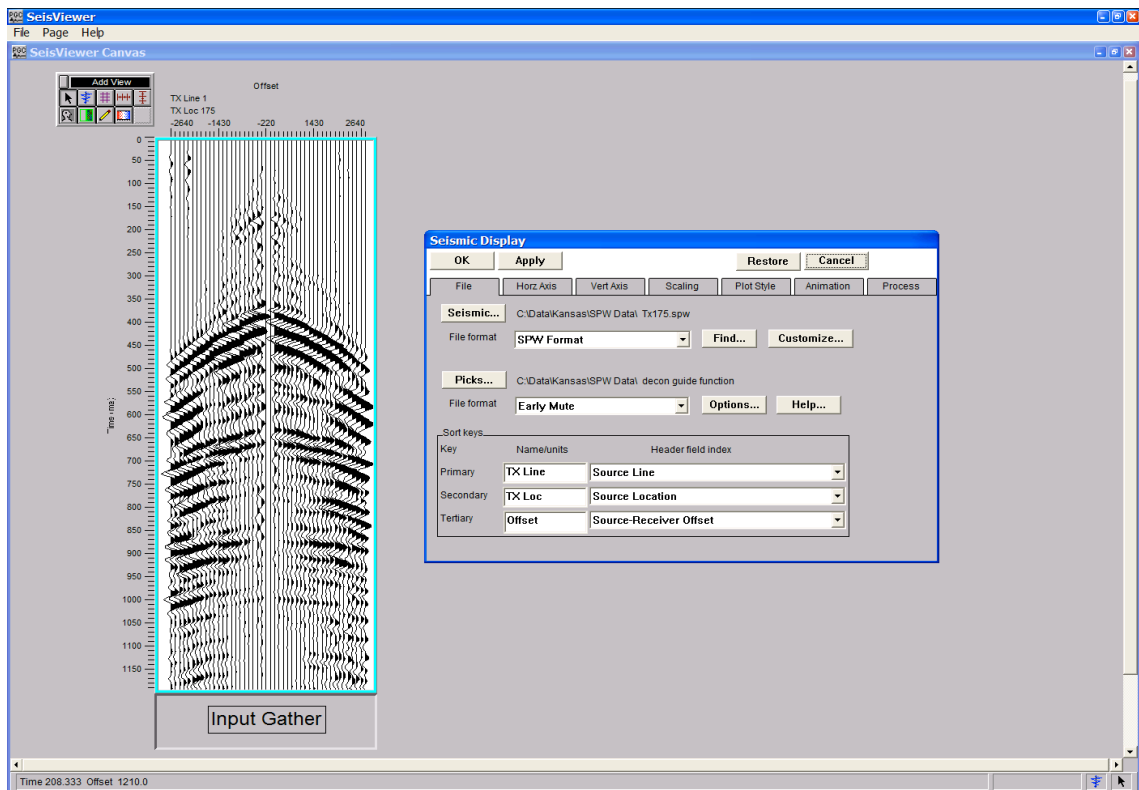 PGC SeisViewer
File Page Help
PGC SeisViewer Canvas
Add View
Offset
TX Line 1
TX Loc 175
-2640 -1430 -220 1430 2640
0
50
100
150
200
250
300
350
400
450
500
550
600
650
700
750
800
850
900
950
1000
1050
1100
1150
Input Gather
Seismic Display
OK Apply Restore Cancel
File Horz Axis Vert Axis Scaling Plot Style Animation Process
Seismic... C:\Data\Kansas\SPW Data\ Tx175.spw
File format SPW Format Find... Customize...
Picks... C:\Data\Kansas\SPW Data\ decon guide function
File format Early Mute Options... Help...
Sort keys
Key Name/units Header field index
Primary TX Line Source Line
Secondary TX Loc Source Location
Tertiary Offset Source-Receiver Offset
Time 208.333 Offset 1210.0